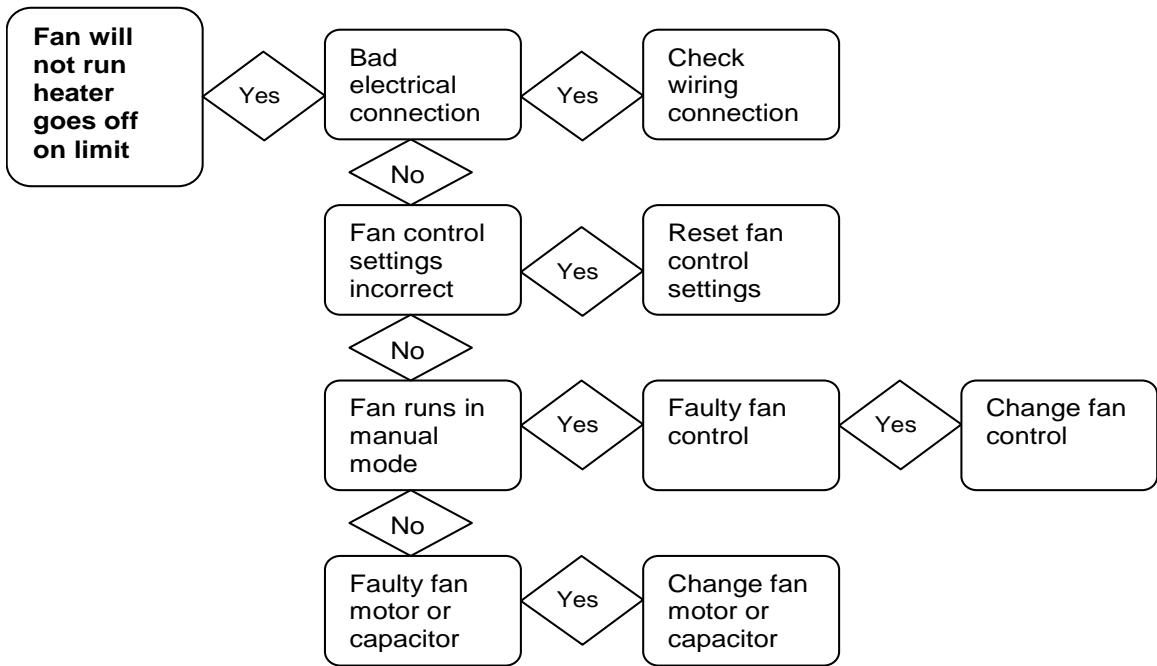 Fan will
not run
heater
goes off
on limit
Yes
Bad
electrical
connection
Yes
Check
wiring
connection
No
Fan control
settings
incorrect
Yes
Reset fan
control
settings
No
Fan runs in
manual
mode
Yes
Faulty fan
control
Yes
Change fan
control
No
Faulty fan
motor or
capacitor
Yes
Change fan
motor or
capacitor